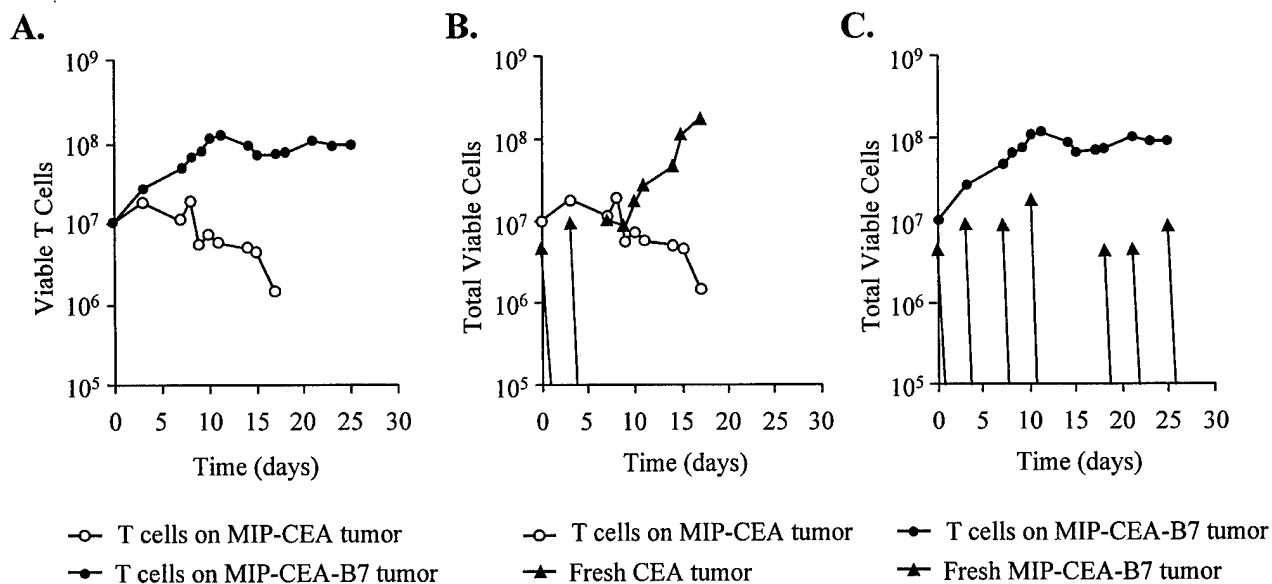 A.
Viable T Cells
10⁹
10⁸
10⁷
10⁶
10⁵
0 5 10 15 20 25 30
Time (days)
T cells on MIP-CEA tumor
T cells on MIP-CEA-B7 tumor
B.
Total Viable Cells
10⁹
10⁸
10⁷
10⁶
10⁵
0 5 10 15 20 25 30
Time (days)
T cells on MIP-CEA tumor
Fresh CEA tumor
C.
Total Viable Cells
10⁹
10⁸
10⁷
10⁶
10⁵
0 5 10 15 20 25 30
Time (days)
T cells on MIP-CEA-B7 tumor
Fresh MIP-CEA-B7 tumor